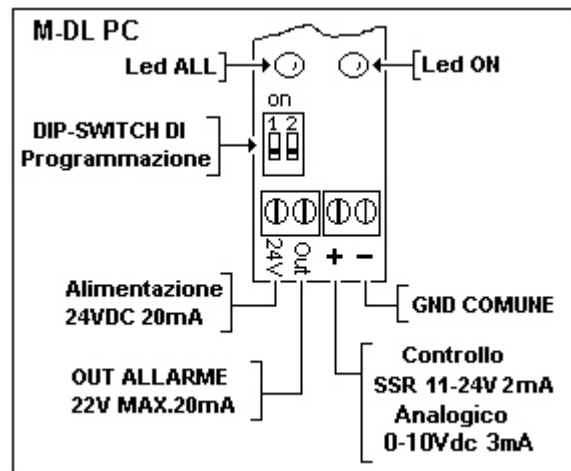 M-DL PC
Led ALL
Led ON
on
1 2
DIP-SWITCH DI
Programmazione
24V
Out
+
-
Alimentazione
24VDC 20mA
GND COMUNE
OUT ALLARME
22V MAX.20mA
Controllo
SSR 11-24V 2mA
Analogico
0-10Vdc 3mA